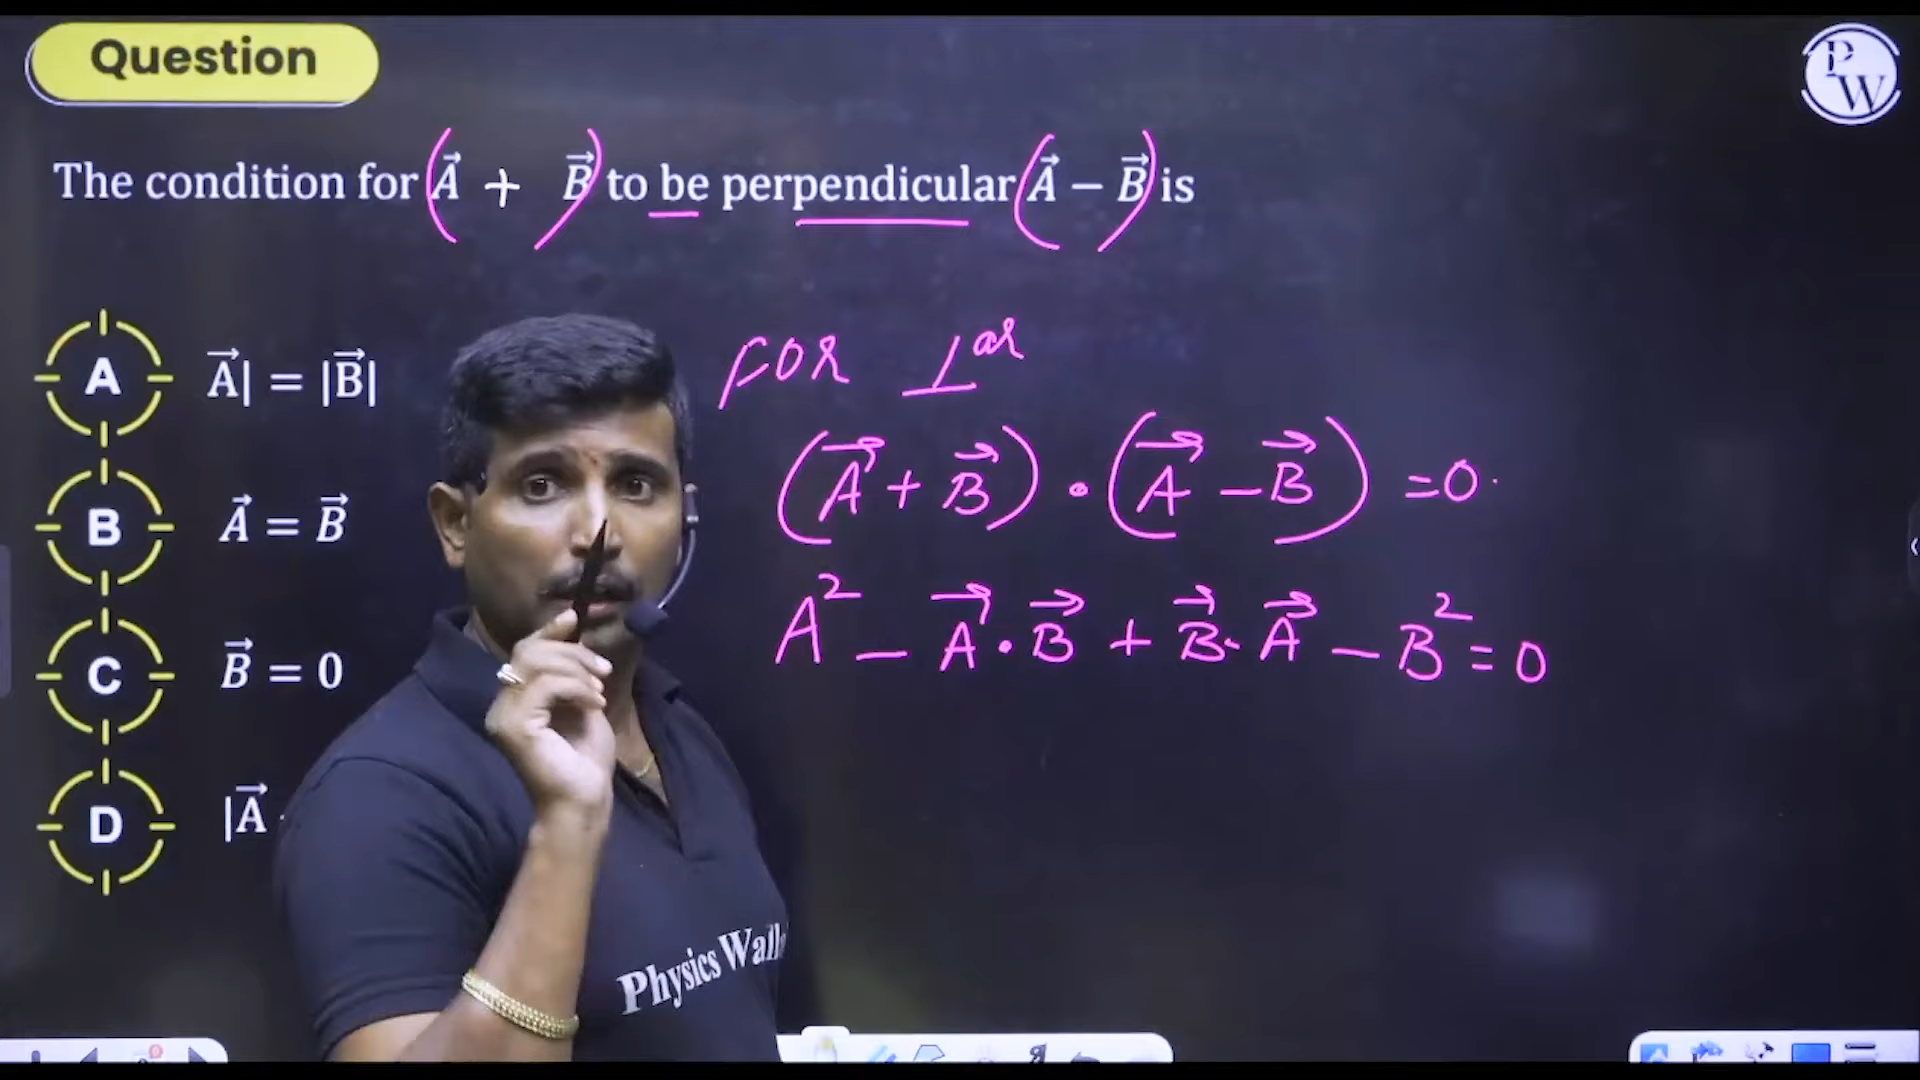 Question
PW
The condition for (A⃗ + B⃗) to be perpendicular (A⃗ − B⃗) is
A A⃗| = |B⃗|
B A⃗ = B⃗
C B⃗ = 0
D |A⃗
FOR ⊥ar
(A⃗ + B⃗) · (A⃗ − B⃗) = 0.
A² − A⃗ · B⃗ + B⃗ · A⃗ − B² = 0
Physics Walla